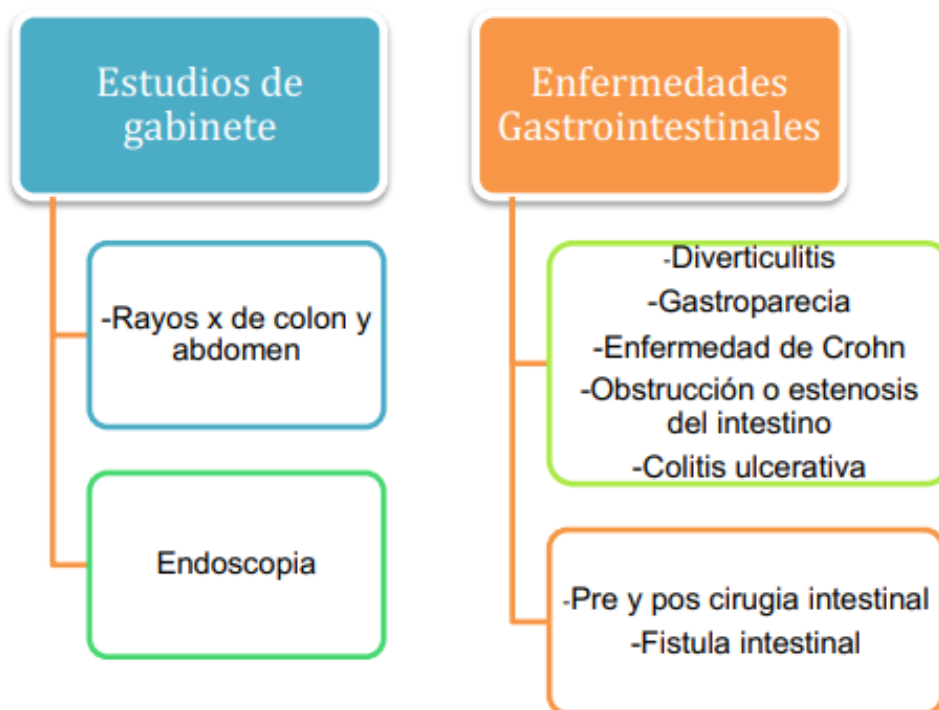 Estudios de
gabinete
-Rayos x de colon y
abdomen
Endoscopia
Enfermedades
Gastrointestinales
-Diverticulitis
-Gastroparecia
-Enfermedad de Crohn
-Obstrucción o estenosis
del intestino
-Colitis ulcerativa
-Pre y pos cirugia intestinal
-Fistula intestinal